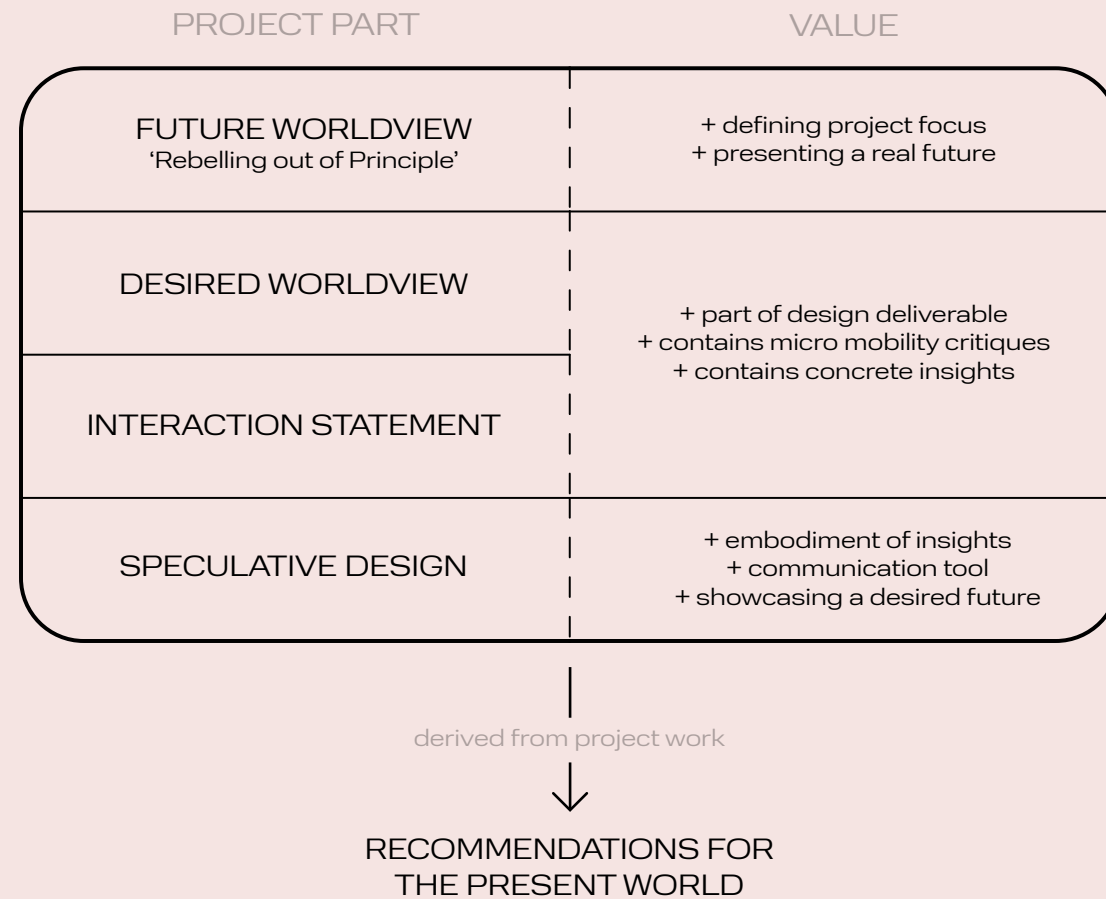 PROJECT PART
VALUE
FUTURE WORLDVIEW
‘Rebelling out of Principle’
+ defining project focus
+ presenting a real future
DESIRED WORLDVIEW
INTERACTION STATEMENT
+ part of design deliverable
+ contains micro mobility critiques
+ contains concrete insights
SPECULATIVE DESIGN
+ embodiment of insights
+ communication tool
+ showcasing a desired future
derived from project work
RECOMMENDATIONS FOR
THE PRESENT WORLD